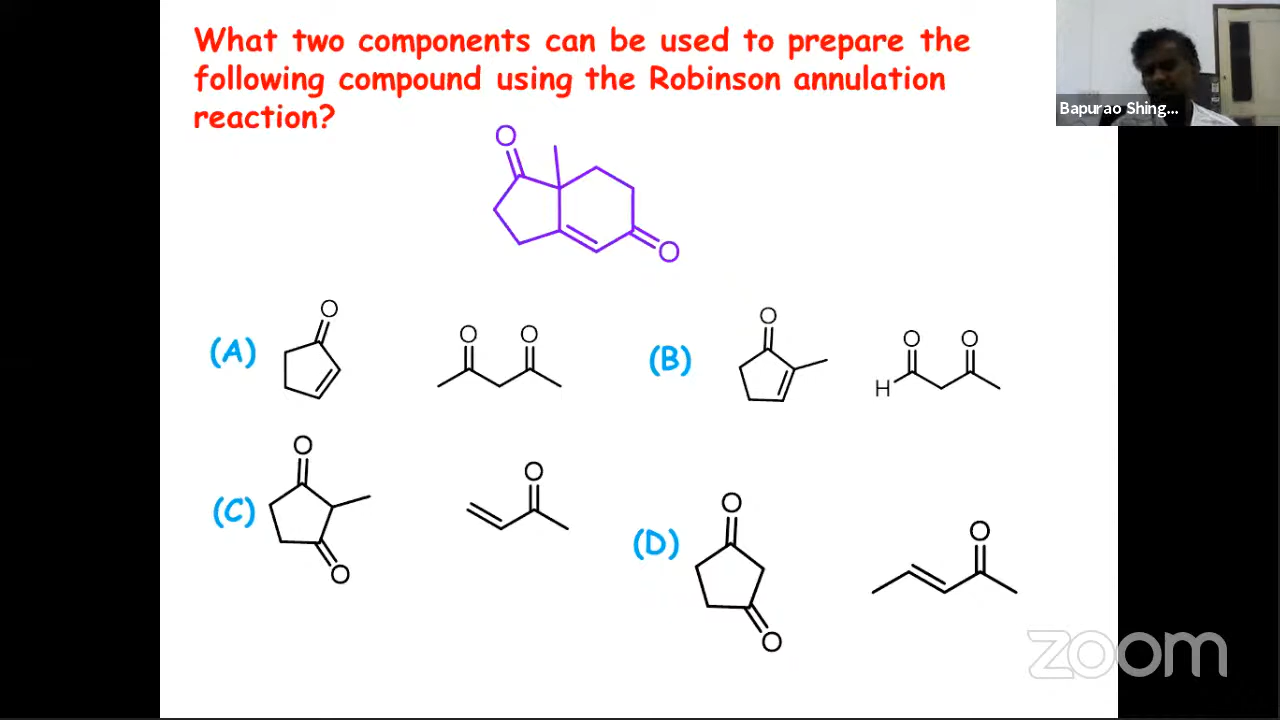 What two components can be used to prepare the
following compound using the Robinson annulation
reaction?
Bapurao Shing...
O
O
(A)
O
O
O
(B)
O
O
O
H
(C)
O
O
O
(D)
O
O
O
zoom